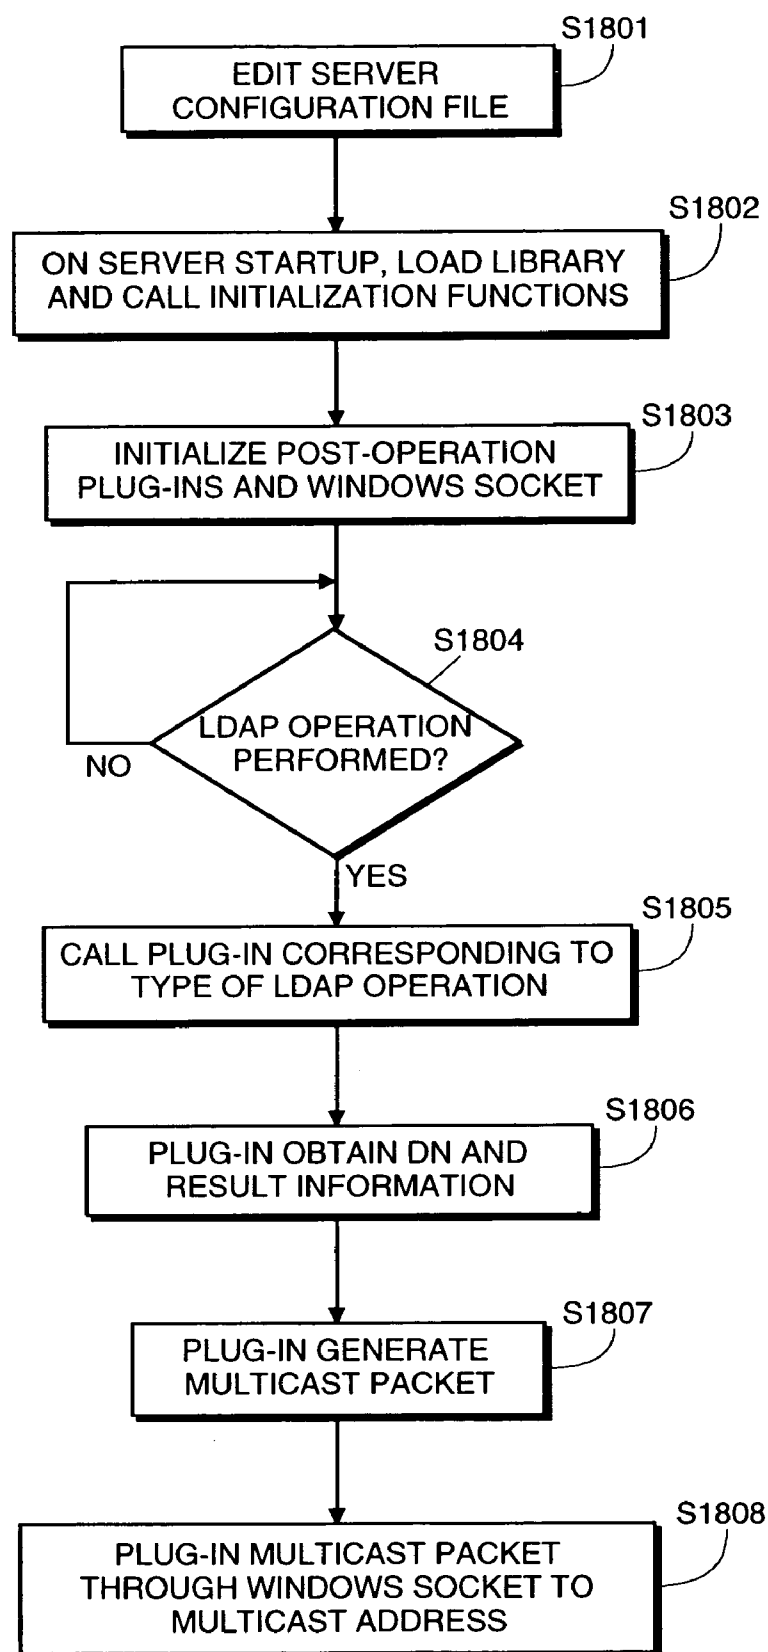 S1801
EDIT SERVER
CONFIGURATION FILE
S1802
ON SERVER STARTUP, LOAD LIBRARY
AND CALL INITIALIZATION FUNCTIONS
S1803
INITIALIZE POST-OPERATION
PLUG-INS AND WINDOWS SOCKET
S1804
LDAP OPERATION
PERFORMED?
NO
YES
S1805
CALL PLUG-IN CORRESPONDING TO
TYPE OF LDAP OPERATION
S1806
PLUG-IN OBTAIN DN AND
RESULT INFORMATION
S1807
PLUG-IN GENERATE
MULTICAST PACKET
S1808
PLUG-IN MULTICAST PACKET
THROUGH WINDOWS SOCKET TO
MULTICAST ADDRESS